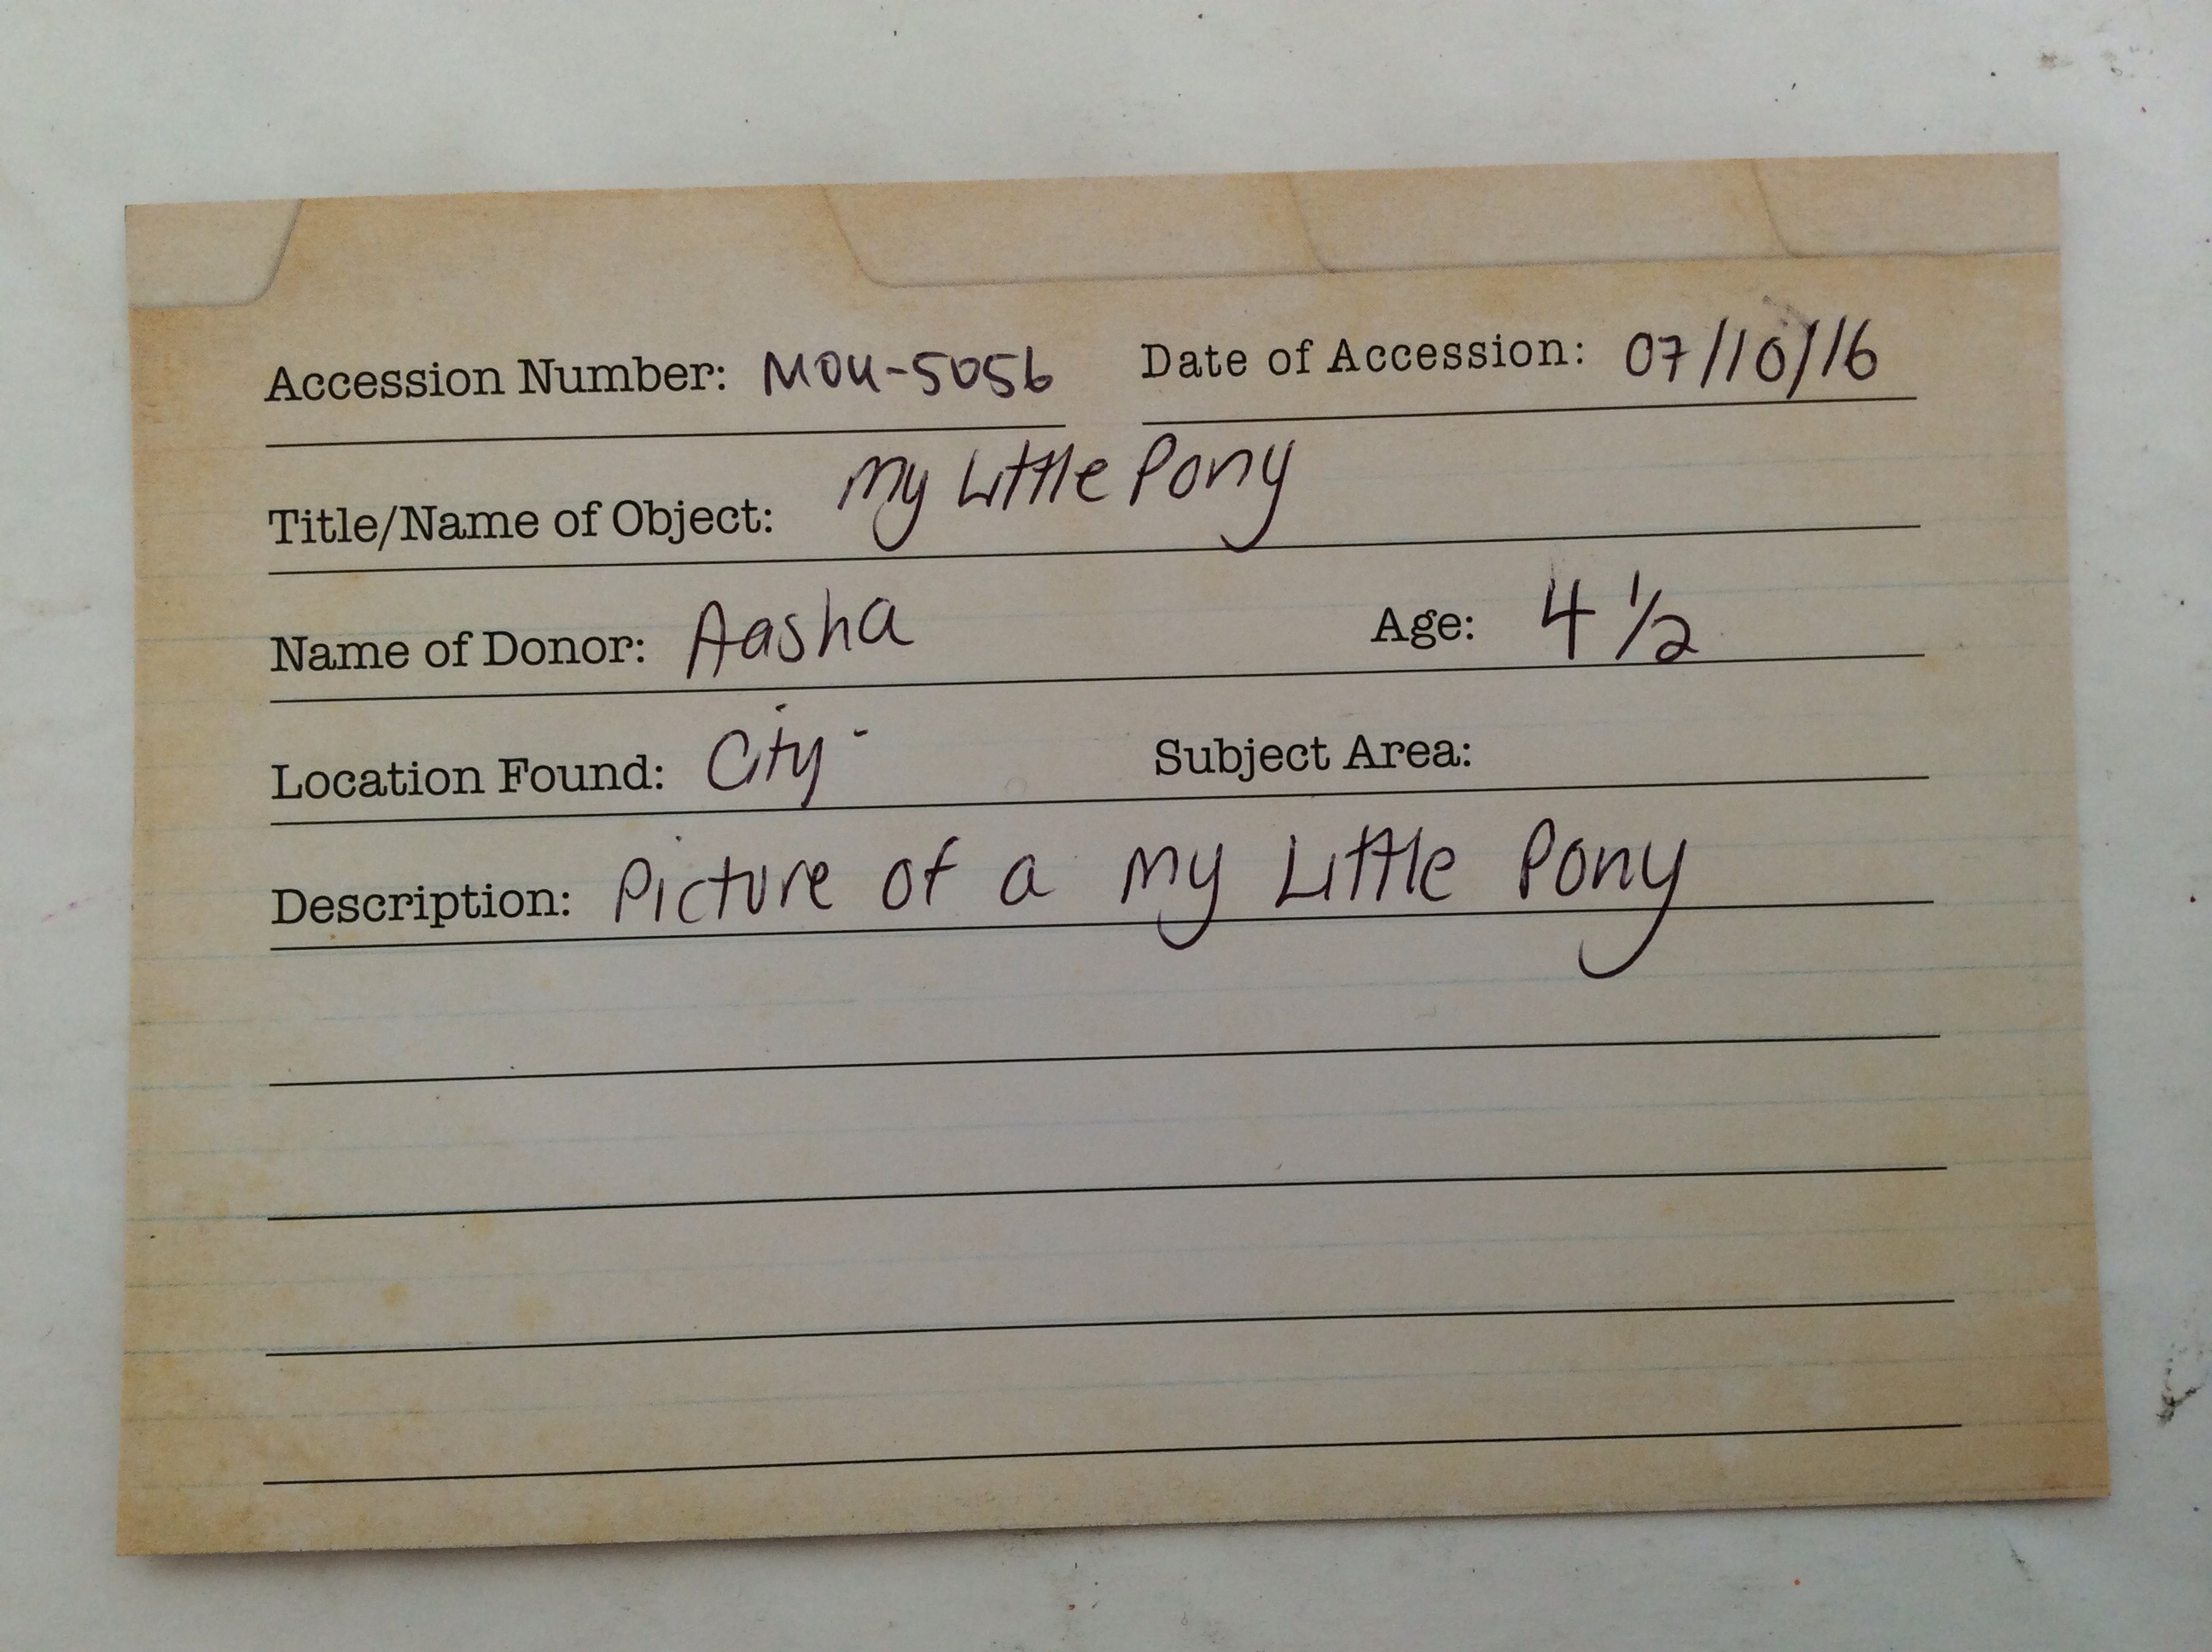 Accession Number: MOU-5056 Date of Accession: 07/10/16
Title/Name of Object: My Little Pony
Name of Donor: Aasha Age: 4 1/2
Location Found: City Subject Area:
Description: Picture of a My Little Pony